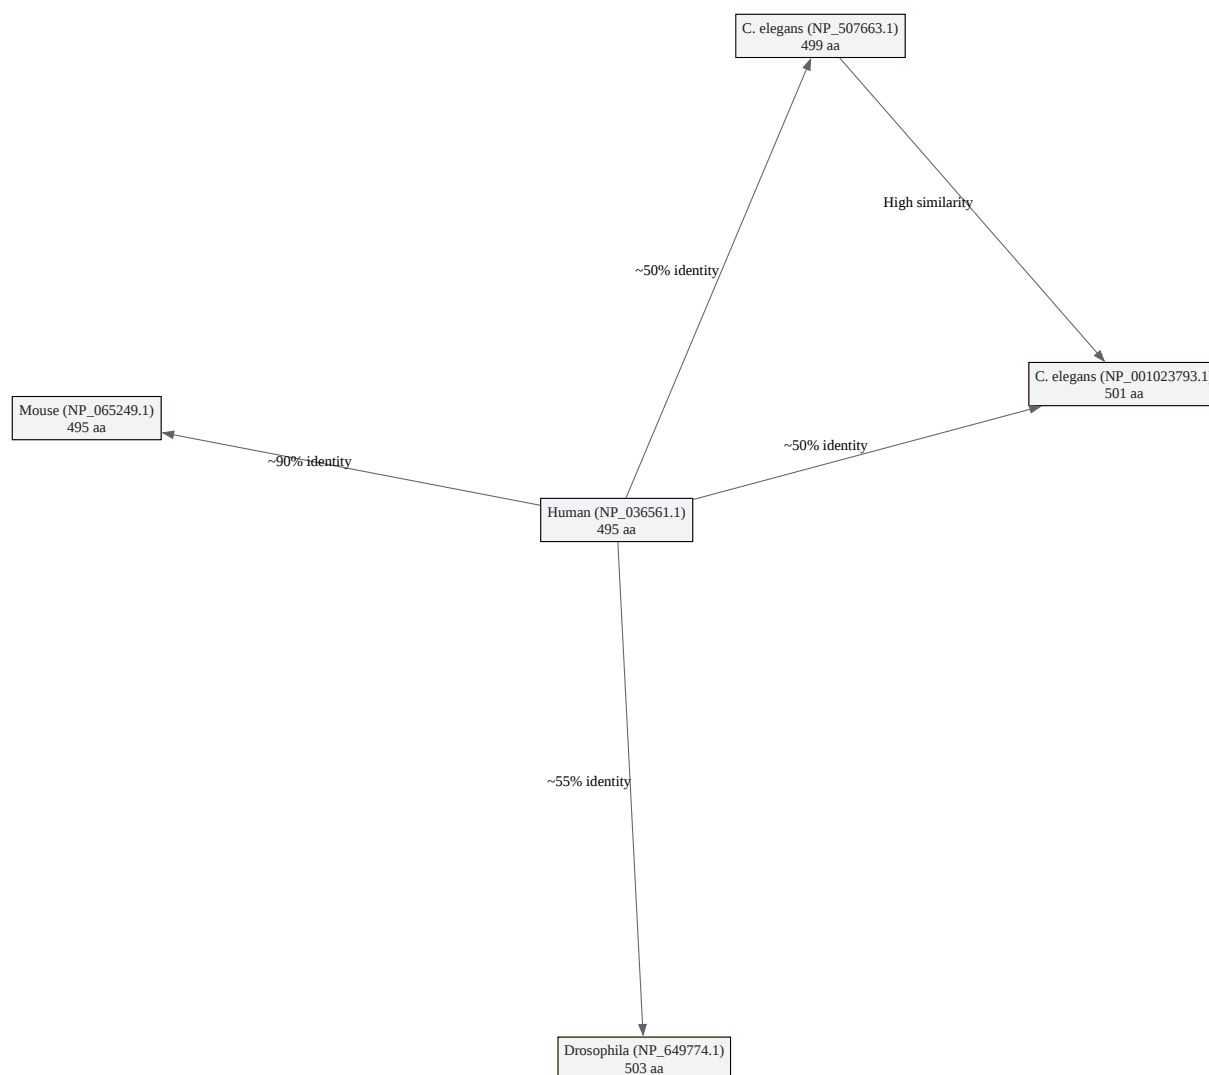 C. elegans (NP_507663.1)
499 aa
High similarity
~50% identity
C. elegans (NP_001023793.1
501 aa
Mouse (NP_065249.1)
495 aa
~50% identity
~90% identity
Human (NP_036561.1)
495 aa
~55% identity
Drosophila (NP_649774.1)
503 aa